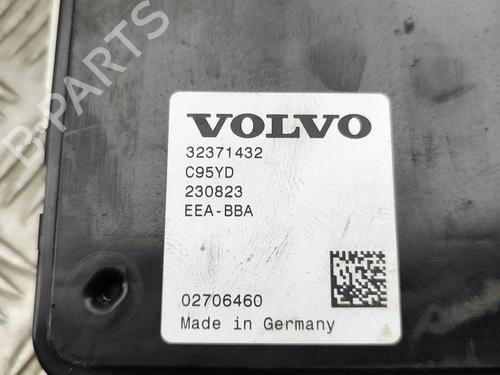 B-PARTS
VOLVO
32371432
C95YD
230823
EEA-BBA
02706460
Made in Germany